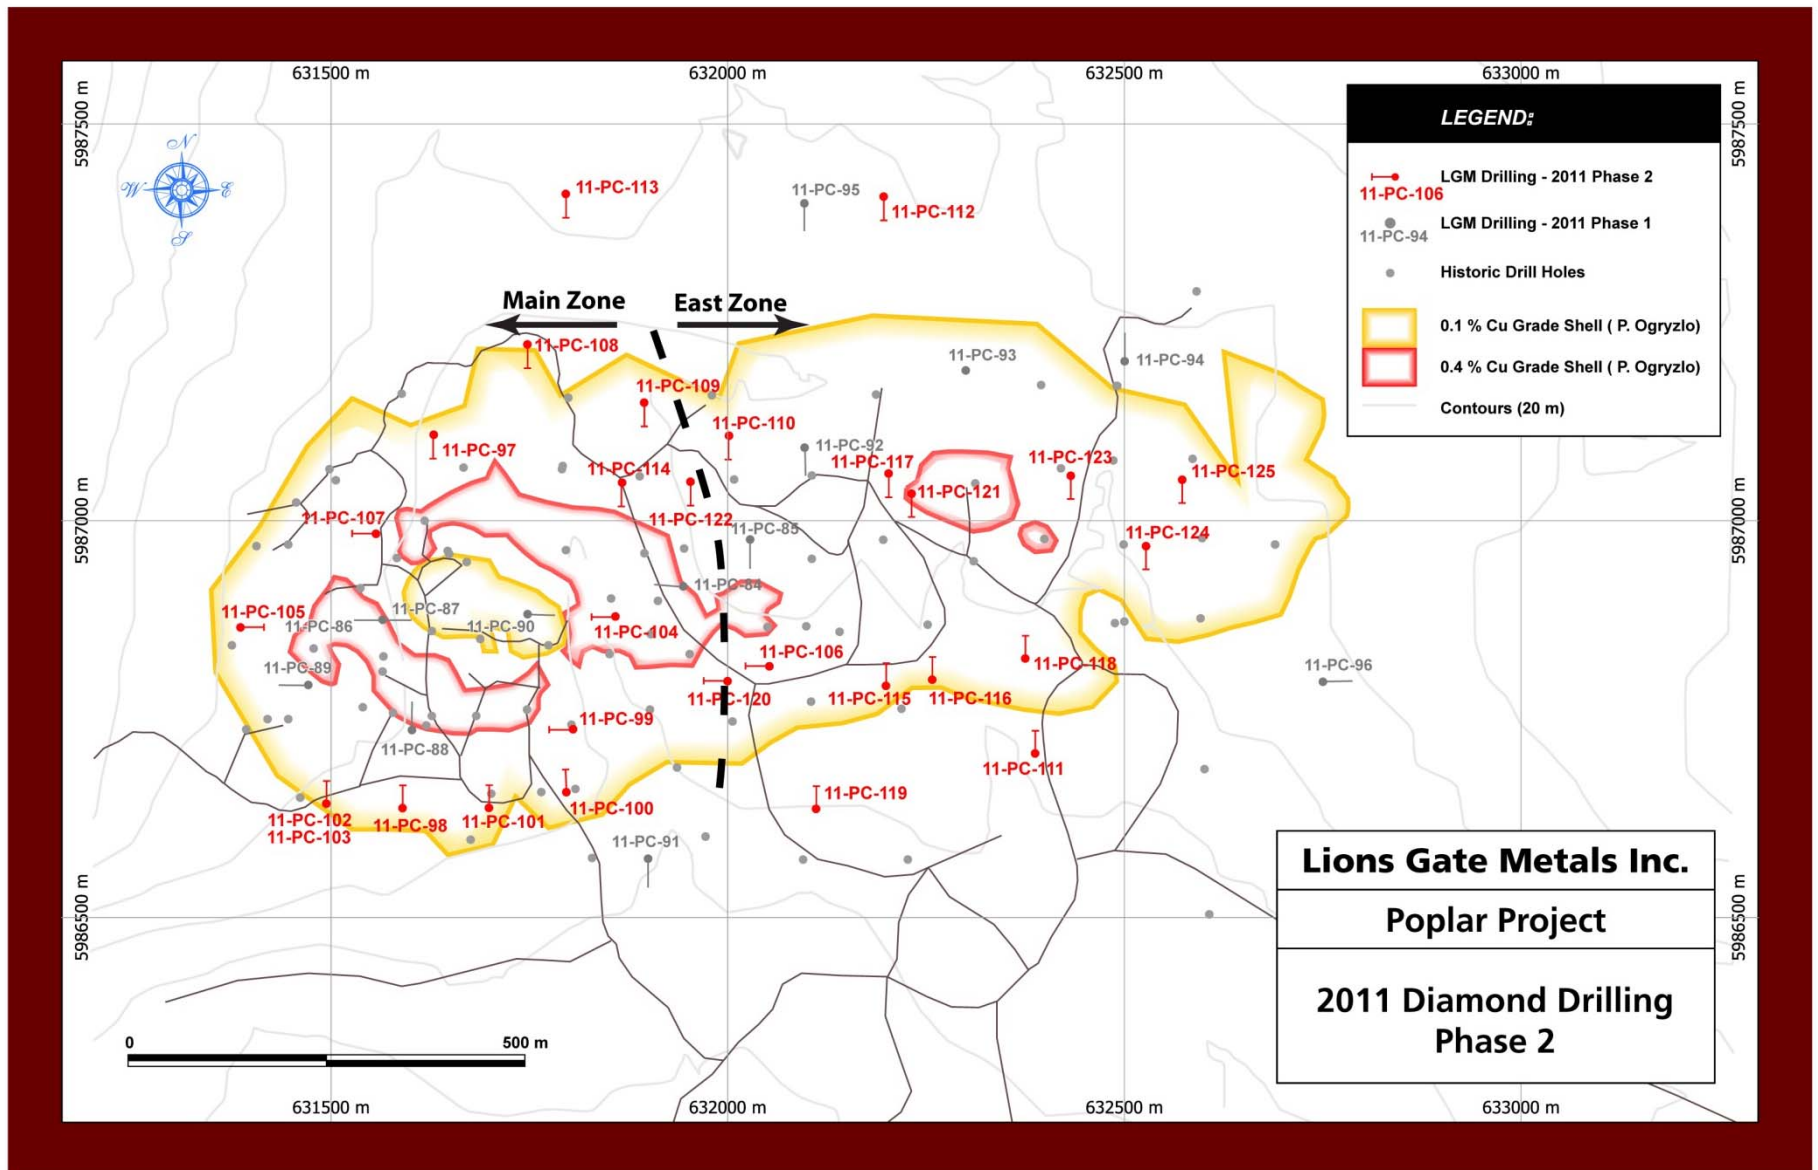 631500 m
632000 m
632500 m
633000 m
5987500 m
5987500 m
N
W
E
S
LEGEND:
LGM Drilling - 2011 Phase 2
11-PC-106
LGM Drilling - 2011 Phase 1
11-PC-94
Historic Drill Holes
0.1 % Cu Grade Shell ( P. Ogryzlo)
0.4 % Cu Grade Shell ( P. Ogryzlo)
Contours (20 m)
11-PC-113
11-PC-95
11-PC-112
Main Zone
East Zone
11-PC-108
11-PC-93
11-PC-94
11-PC-109
11-PC-110
11-PC-97
11-PC-92
11-PC-114
11-PC-117
11-PC-123
11-PC-125
11-PC-121
5987000 m
5987000 m
11-PC-107
11-PC-122
11-PC-85
11-PC-124
11-PC-84
11-PC-105
11-PC-87
11-PC-86
11-PC-90
11-PC-104
11-PC-106
11-PC-118
11-PC-96
11-PC-89
11-PC-120
11-PC-115
11-PC-116
11-PC-99
11-PC-88
11-PC-111
11-PC-119
11-PC-100
11-PC-102
11-PC-103
11-PC-98
11-PC-101
11-PC-91
5986500 m
5986500 m
Lions Gate Metals Inc.
Poplar Project
2011 Diamond Drilling
Phase 2
0
500 m
631500 m
632000 m
632500 m
633000 m